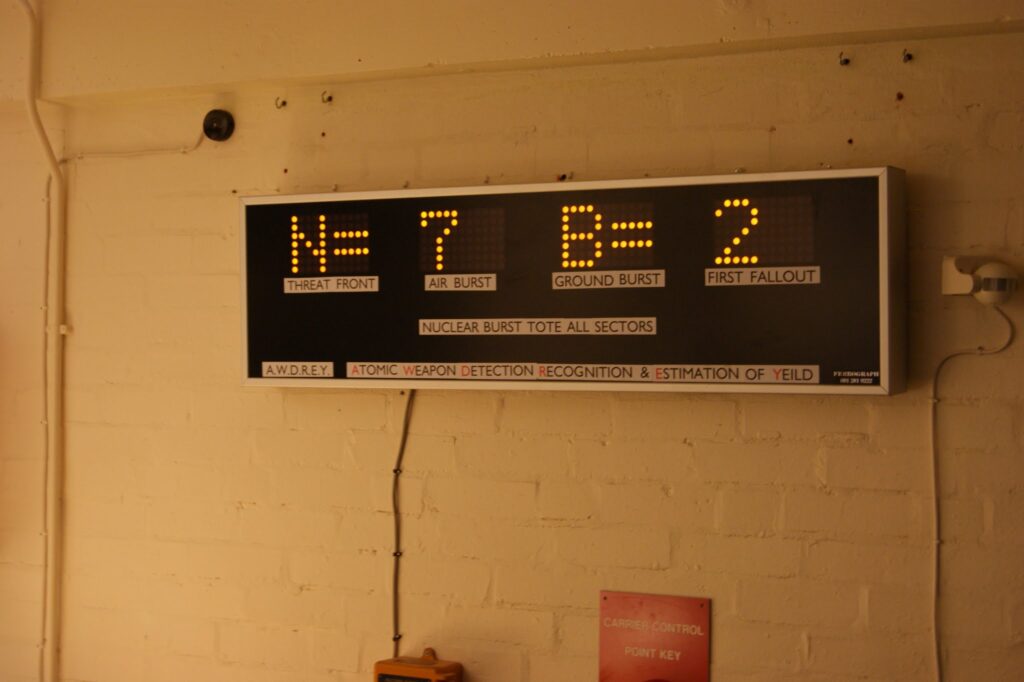 N= 7 B= 2
THREAT FRONT AIR BURST GROUND BURST FIRST FALLOUT
NUCLEAR BURST TOTE ALL SECTORS
A.W.D.R.E.Y. ATOMIC WEAPON DETECTION RECOGNITION & ESTIMATION OF YEILD
CARRIER CONTROL
POINT KEY